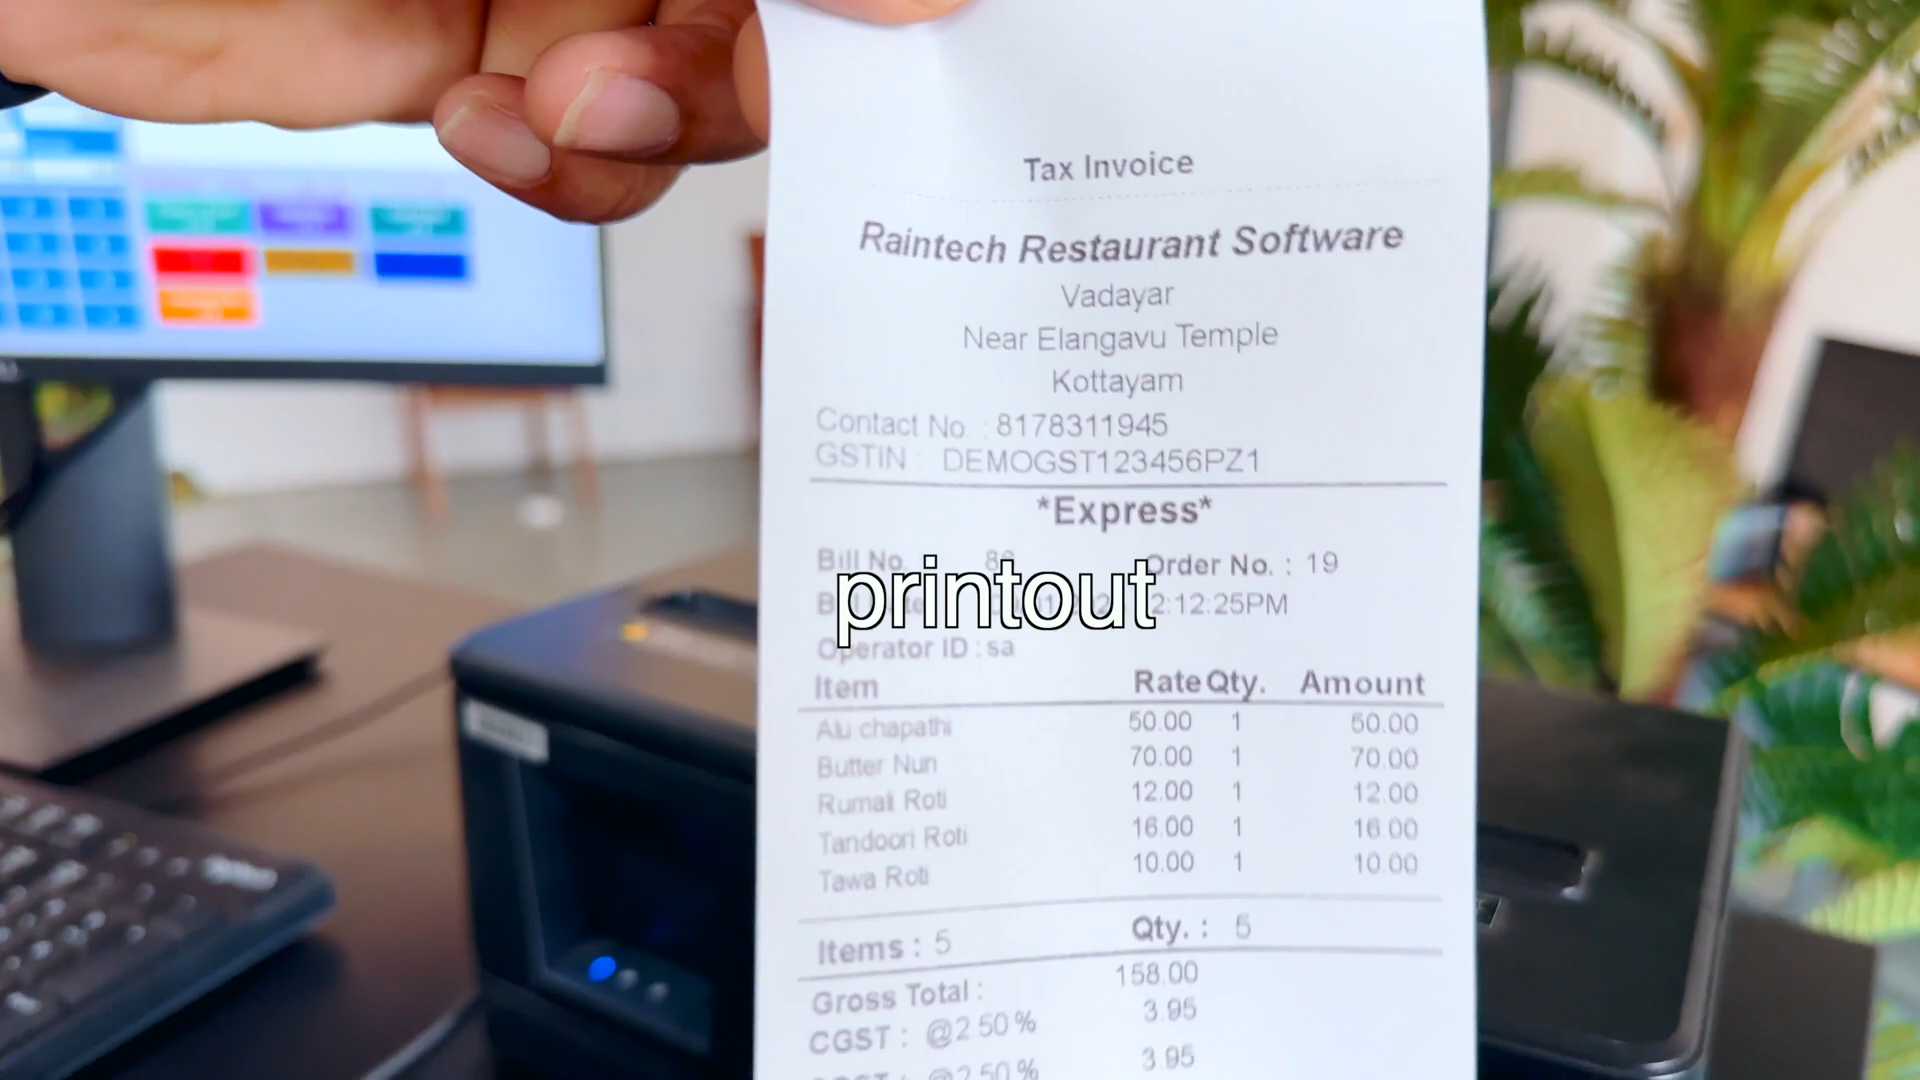 Tax Invoice
Raintech Restaurant Software
Vadayar
Near Elangavu Temple
Kottayam
Contact No. : 8178311945
GSTIN : DEMOGST123456PZ1
*Express*
Bill No. Order No. : 19
printout
2:12:25PM
Operator ID : sa
Item Rate Qty. Amount
Alu chapathi 50.00 1 50.00
Butter Nun 70.00 1 70.00
Rumali Roti 12.00 1 12.00
Tandoori Roti 16.00 1 16.00
Tawa Roti 10.00 1 10.00
Items : 5 Qty. : 5
Gross Total : 158.00
CGST : @2.50 % 3.95
@2.50 % 3.95